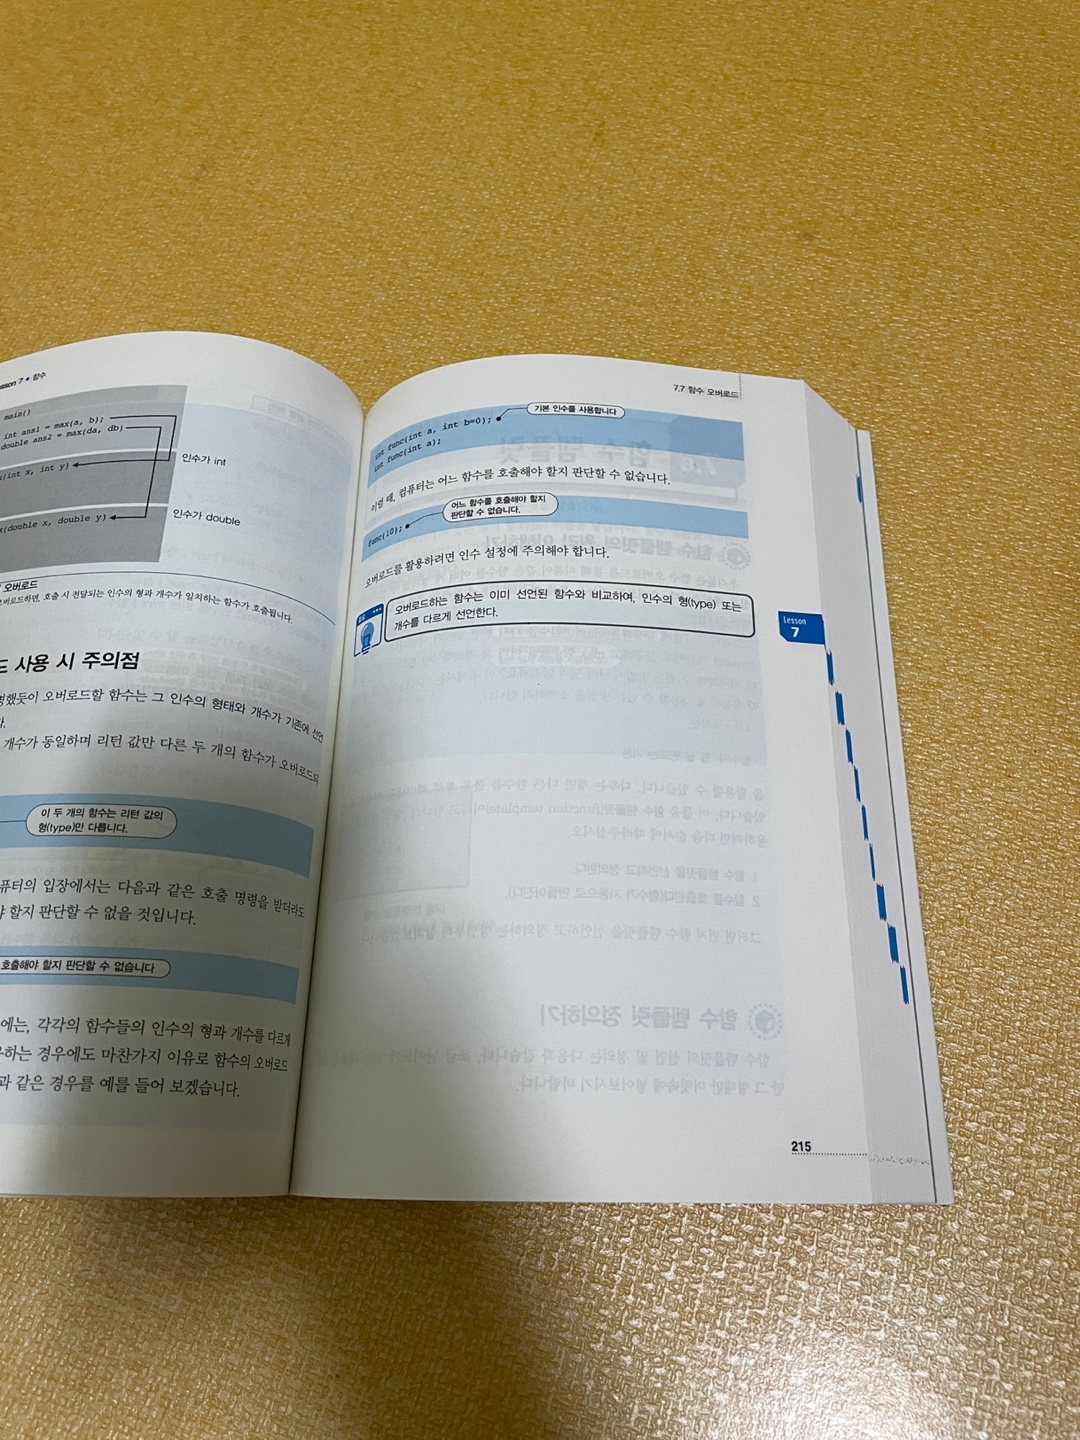 Lesson 7 • 함수
main()
int ans1 = max(a, b);
double ans2 = max(da, db)
(int x, int y)
인수가 int
(double x, double y)
인수가 double
오버로드
호출 시 전달되는 인수의 형과 개수가 일치하는 함수가 호출됩니다.
사용 시 주의점
오버로드할 함수는 그 인수의 형태와 개수가 기존에 선언
개수가 동일하며 리턴 값만 다른 두 개의 함수가 오버로드되
이 두 개의 함수는 리턴 값의
형(type)만 다릅니다.
입장에서는 다음과 같은 호출 명령을 받더라도
할지 판단할 수 없을 것입니다.
호출해야 할지 판단할 수 없습니다
에는, 각각의 함수들의 인수의 형과 개수를 다르게
하는 경우에도 마찬가지 이유로 함수의 오버로드
같은 경우를 예를 들어 보겠습니다.
7.7 함수 오버로드
기본 인수를 사용합니다
int func(int a, int b=0);
int func(int a);
이럴 때, 컴퓨터는 어느 함수를 호출해야 할지 판단할 수 없습니다.
어느 함수를 호출해야 할지
판단할 수 없습니다.
func(10);
오버로드를 활용하려면 인수 설정에 주의해야 합니다.
오버로드하는 함수는 이미 선언된 함수와 비교하여, 인수의 형(type) 또는
개수를 다르게 선언한다.
Lesson
7
215